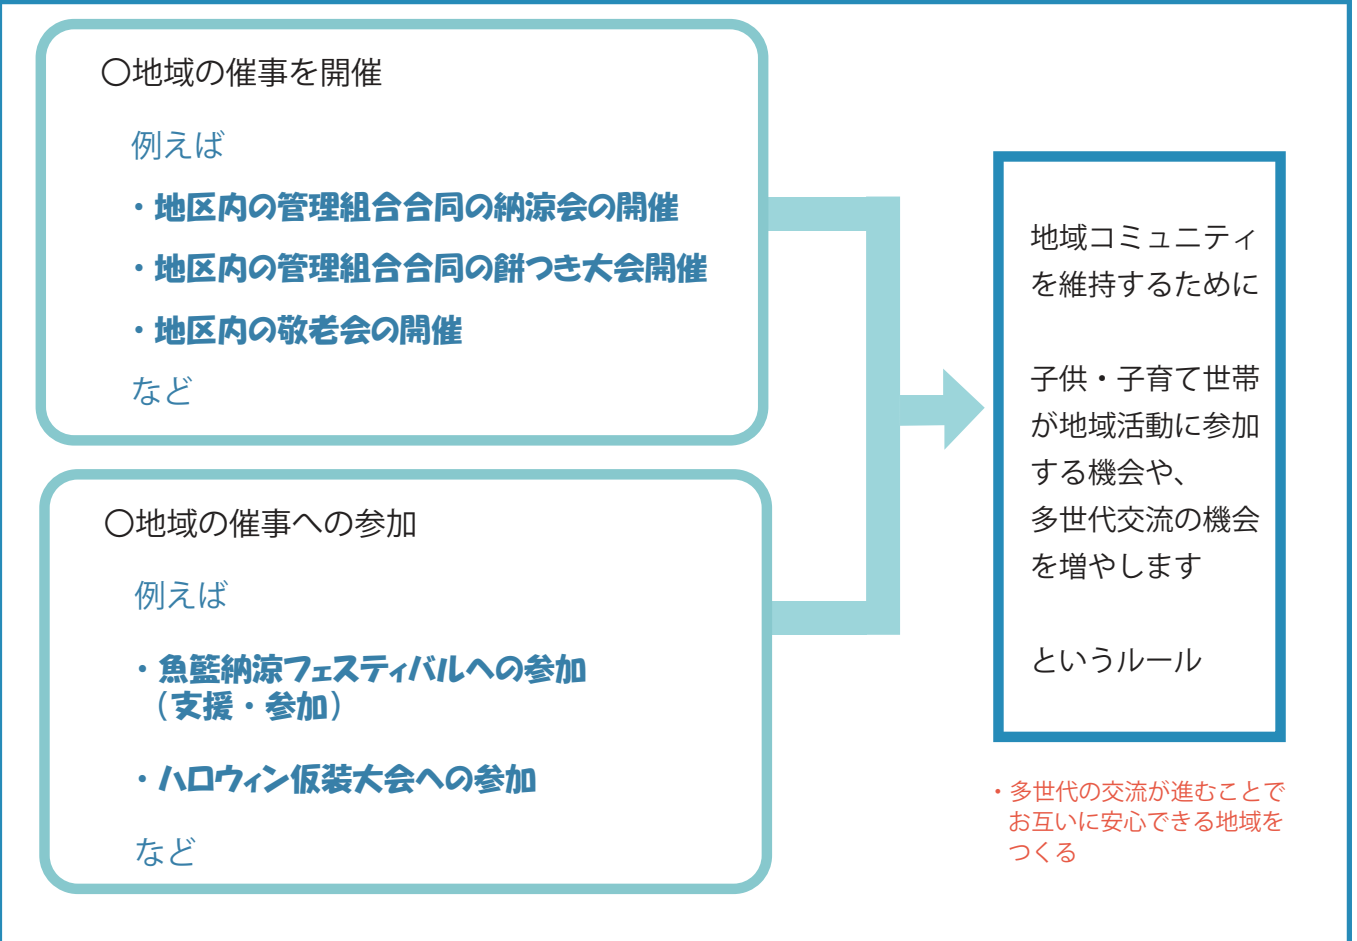 〇地域の催事を開催
例えば
・地区内の管理組合合同の納涼会の開催
・地区内の管理組合合同の餅つき大会開催
・地区内の敬老会の開催
など
〇地域の催事への参加
例えば
・魚籃納涼フェスティバルへの参加
（支援・参加）
・ハロウィン仮装大会への参加
など
地域コミュニティ
を維持するために
子供・子育て世帯
が地域活動に参加
する機会や、
多世代交流の機会
を増やします
というルール
・多世代の交流が進むことで
お互いに安心できる地域を
つくる